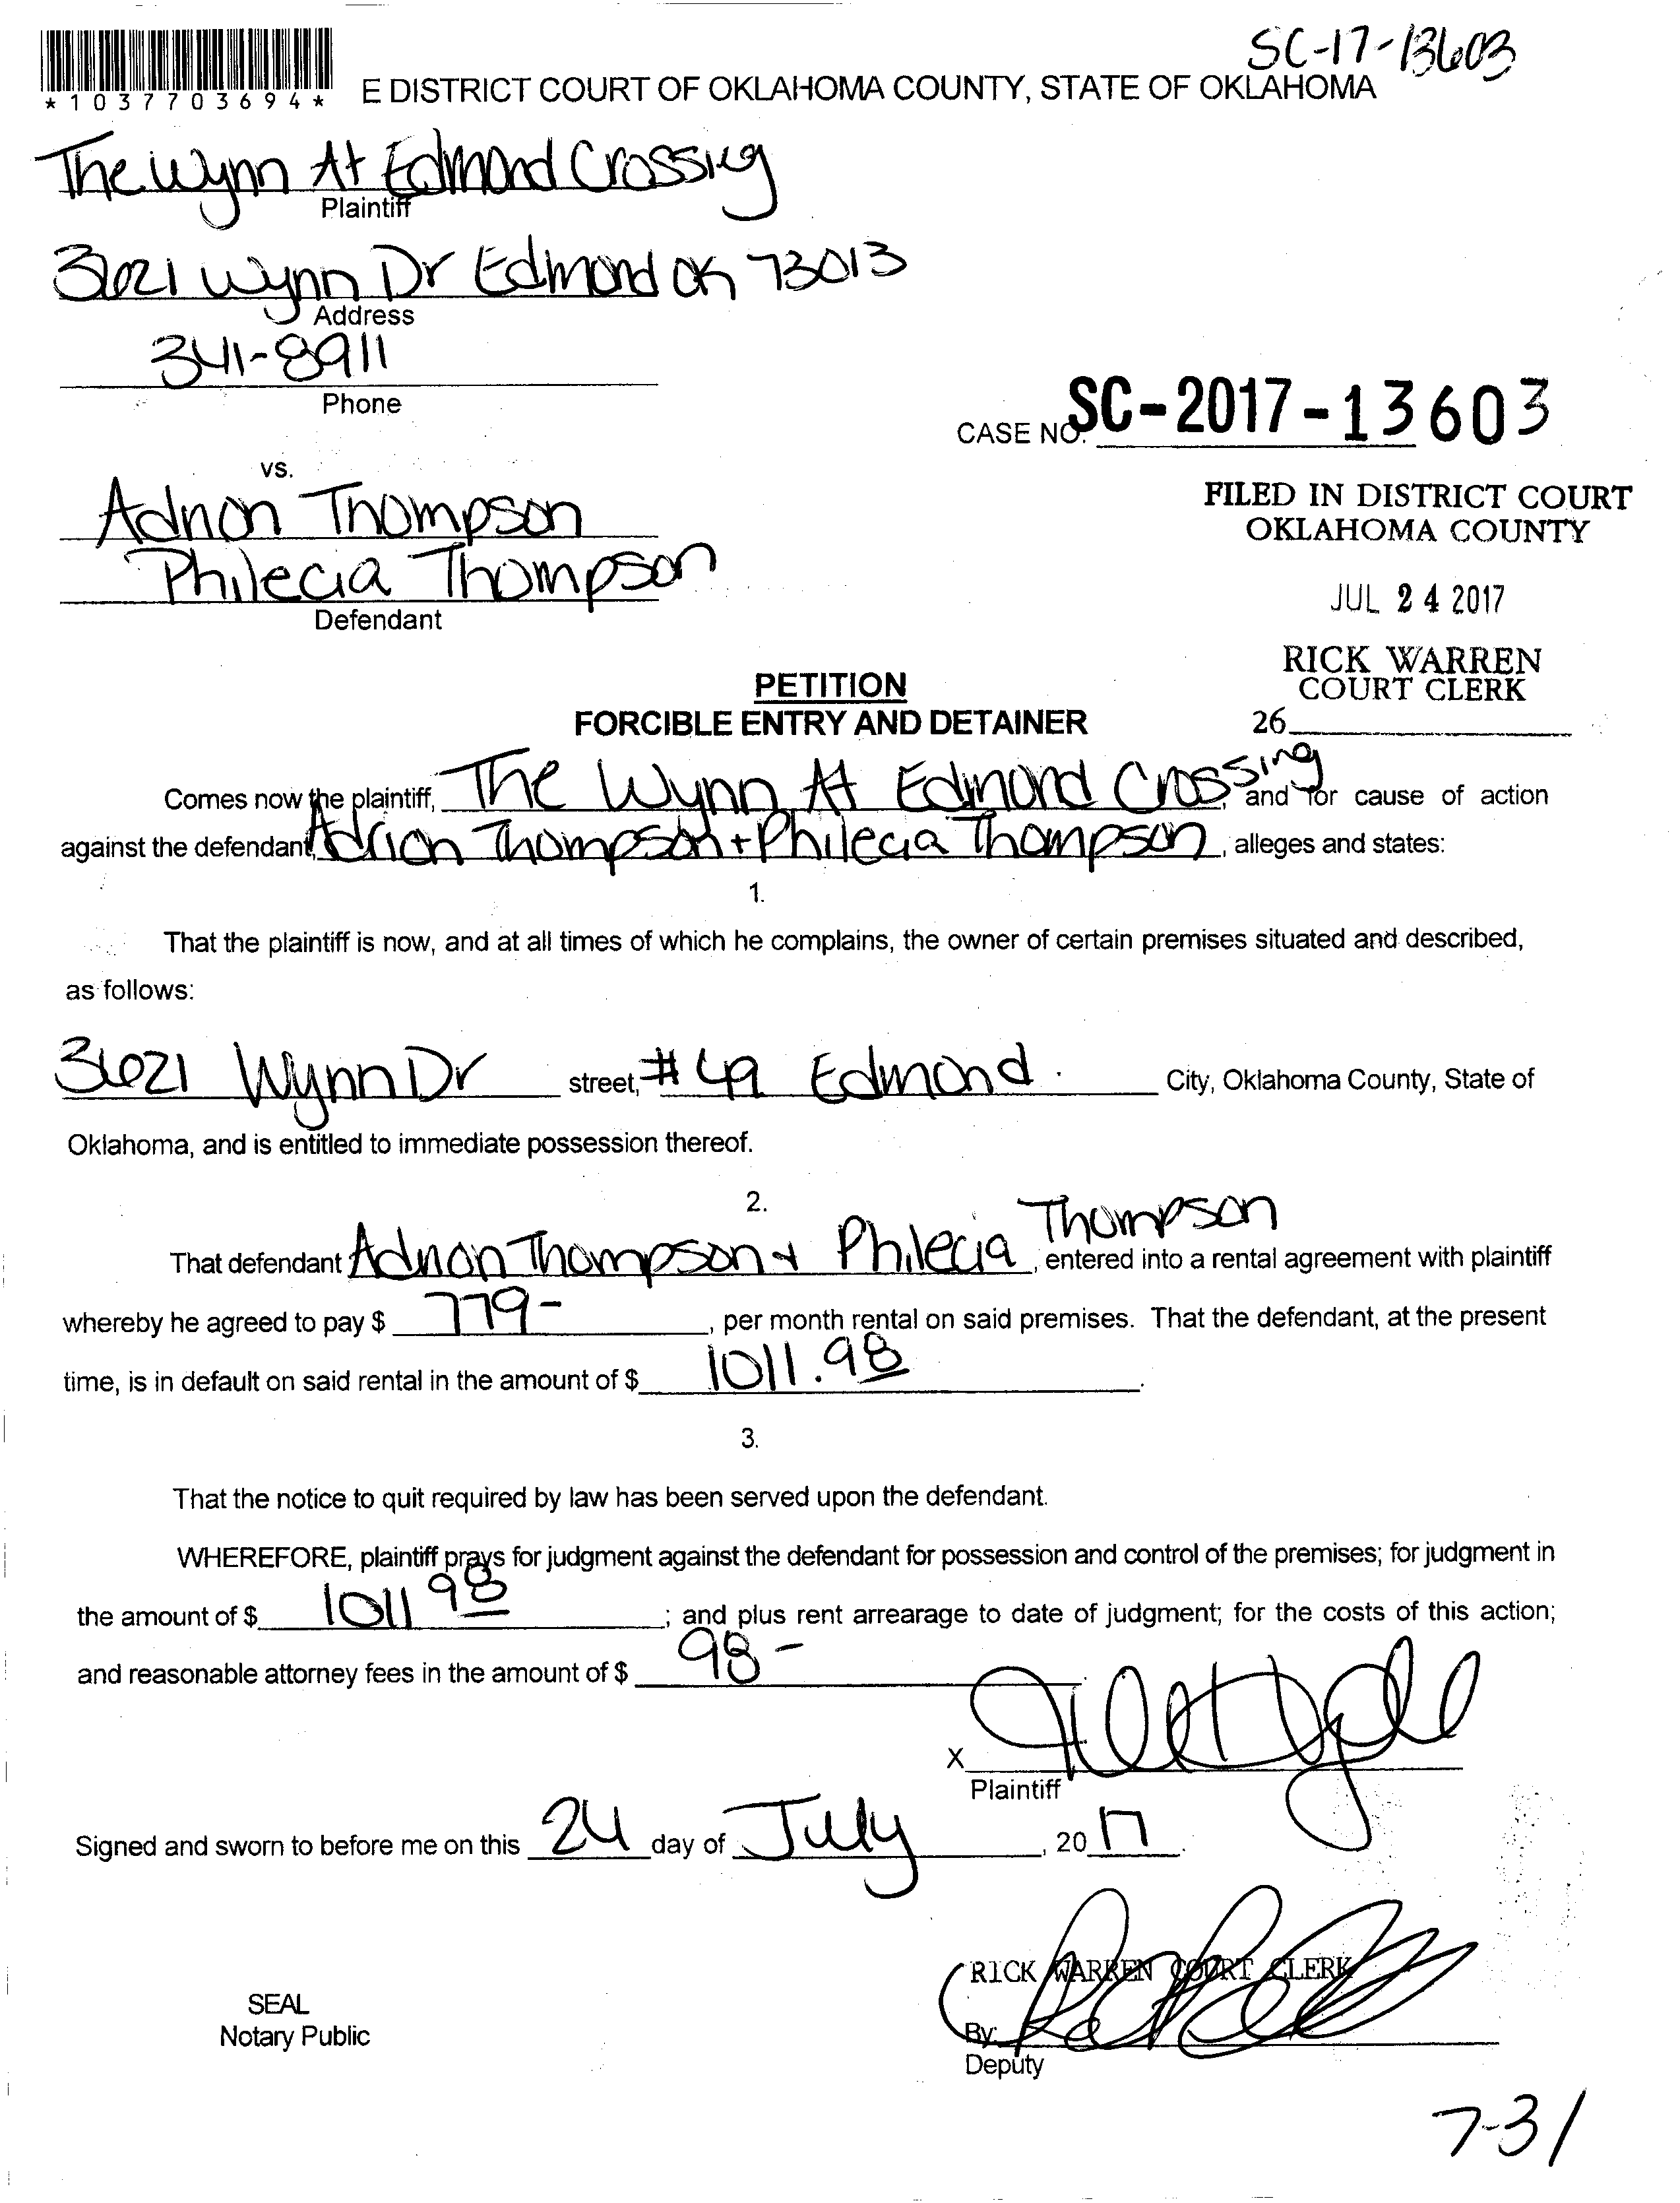 SC-17-13603
*1037703694*
E DISTRICT COURT OF OKLAHOMA COUNTY, STATE OF OKLAHOMA
The Wynn At Edmond Crossing
Plaintiff
3621 Wynn Dr Edmond OK 73013
Address
341-8911
Phone
CASE NO. SC-2017-13603
vs.
Adrion Thompson
Philecia Thompson
Defendant
FILED IN DISTRICT COURT
OKLAHOMA COUNTY
JUL 24 2017
RICK WARREN
COURT CLERK
26
PETITION
FORCIBLE ENTRY AND DETAINER
Comes now the plaintiff, The Wynn At Edmond Crossing, and for cause of action
against the defendant, Adrion Thompson + Philecia Thompson, alleges and states:
1.
That the plaintiff is now, and at all times of which he complains, the owner of certain premises situated and described,
as follows:
3621 Wynn Dr street, #49 Edmond City, Oklahoma County, State of
Oklahoma, and is entitled to immediate possession thereof.
2.
That defendant Adrion Thompson + Philecia Thompson, entered into a rental agreement with plaintiff
whereby he agreed to pay $ 779-, per month rental on said premises. That the defendant, at the present
time, is in default on said rental in the amount of $ 1011.98.
3.
That the notice to quit required by law has been served upon the defendant.
WHEREFORE, plaintiff prays for judgment against the defendant for possession and control of the premises; for judgment in
the amount of $ 1011 98; and plus rent arrearage to date of judgment; for the costs of this action;
and reasonable attorney fees in the amount of $ 98-
X
Plaintiff
Signed and sworn to before me on this 24 day of July, 2017.
RICK WARREN COURT CLERK
SEAL
Notary Public
By:
Deputy
7-31